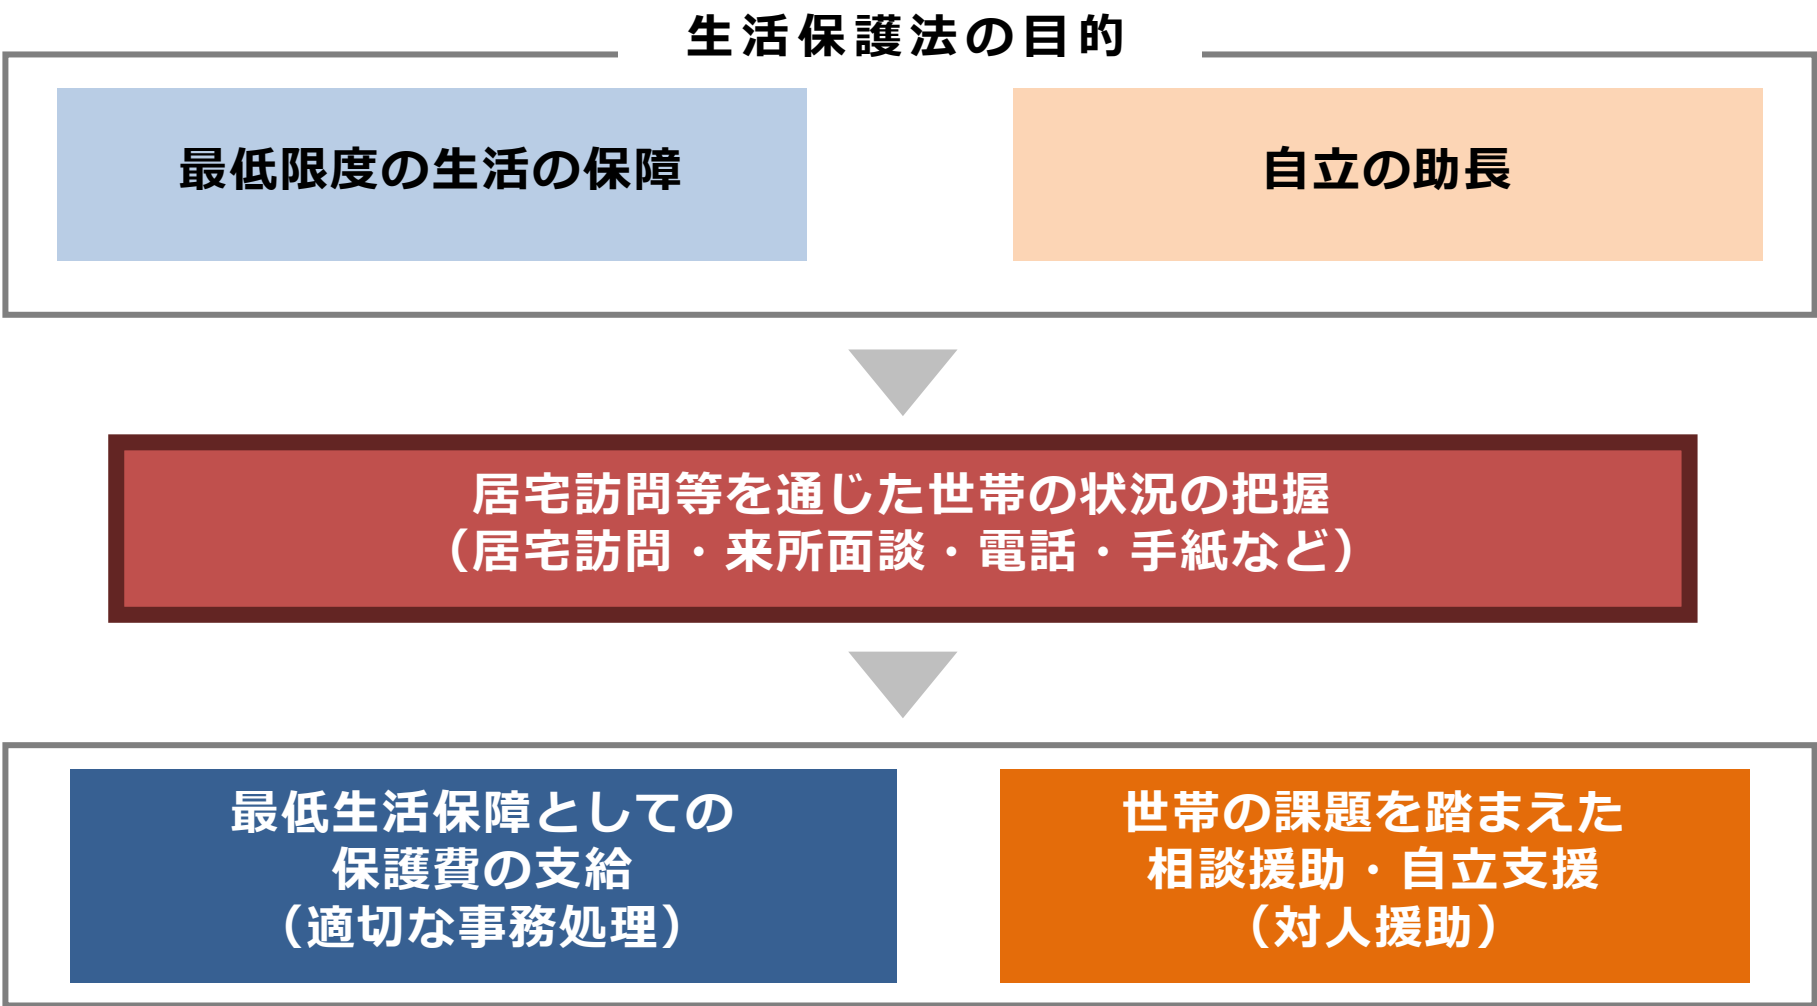 生活保護法の目的
最低限度の生活の保障
自立の助長
居宅訪問等を通じた世帯の状況の把握
（居宅訪問・来所面談・電話・手紙など）
最低生活保障としての
保護費の支給
（適切な事務処理）
世帯の課題を踏まえた
相談援助・自立支援
（対人援助）